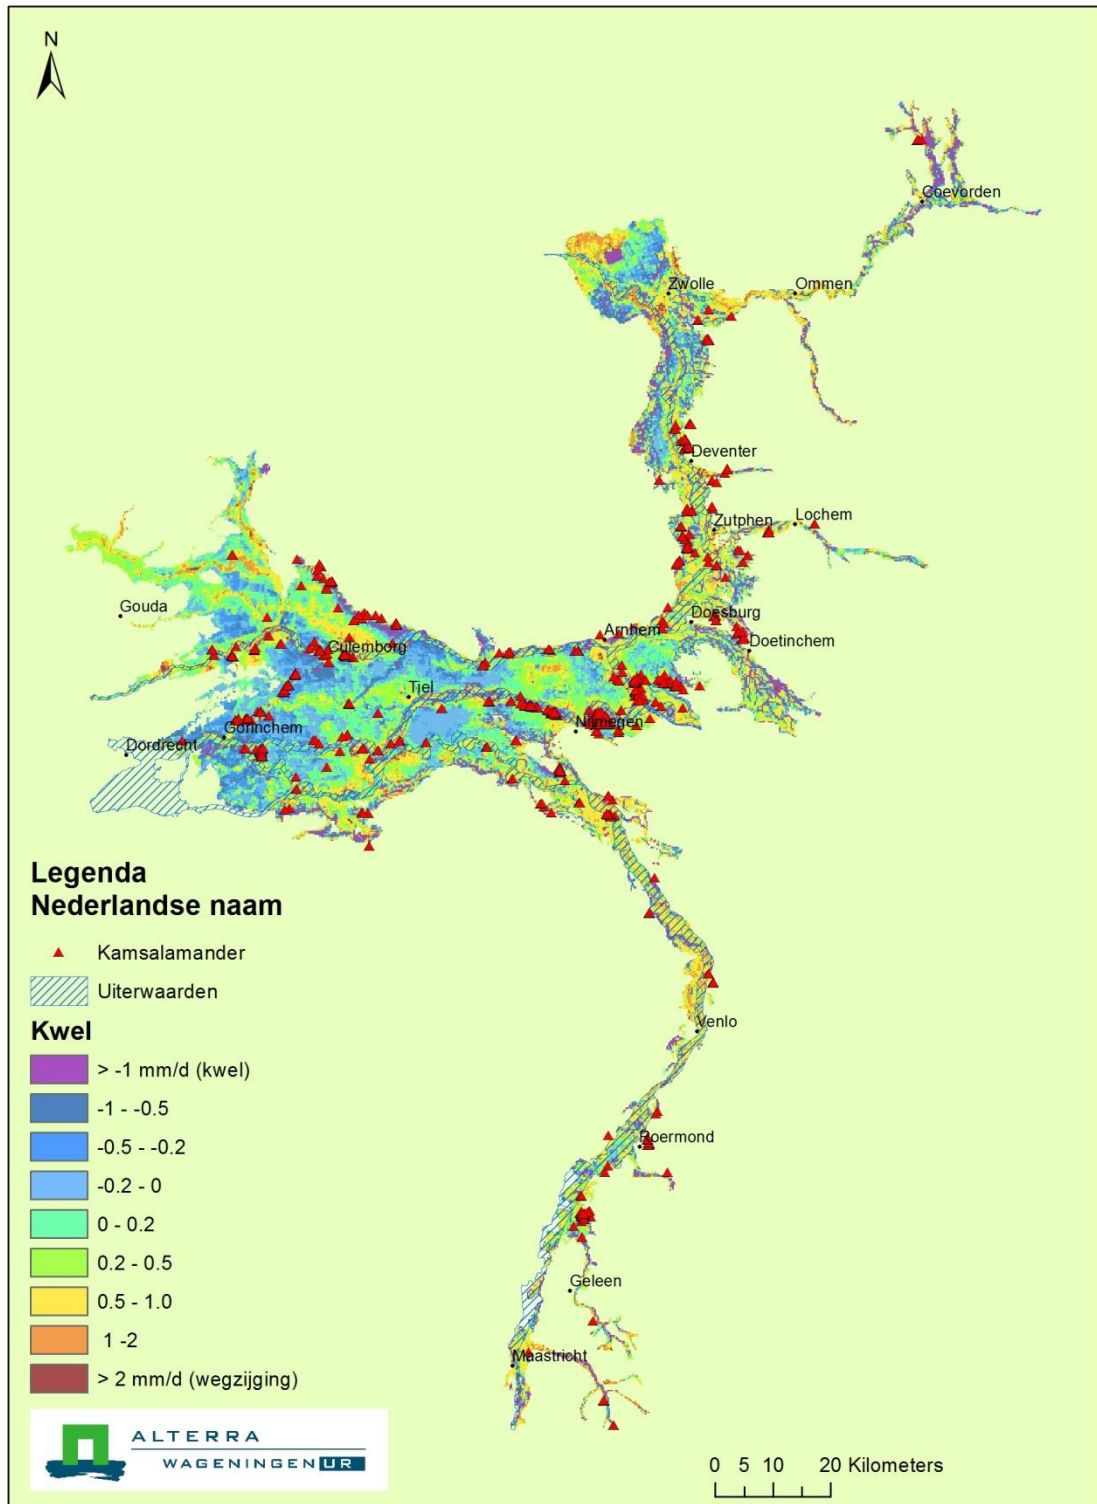 N
Coevorden
Zwolle
Ommen
Deventer
Zutphen
Lochem
Gouda
Doesburg
Arnhem
Doetinchem
Culemborg
Tiel
Nijmegen
Gorinchem
Dordrecht
Legenda
Nederlandse naam
Kamsalamander
Uiterwaarden
Venlo
Kwel
> -1 mm/d (kwel)
-1 - -0.5
-0.5 - -0.2
Roermond
-0.2 - 0
0 - 0.2
0.2 - 0.5
Geleen
0.5 - 1.0
1 -2
Maastricht
> 2 mm/d (wegzijging)
ALTERRA
WAGENINGEN UR
0 5 10 20 Kilometers